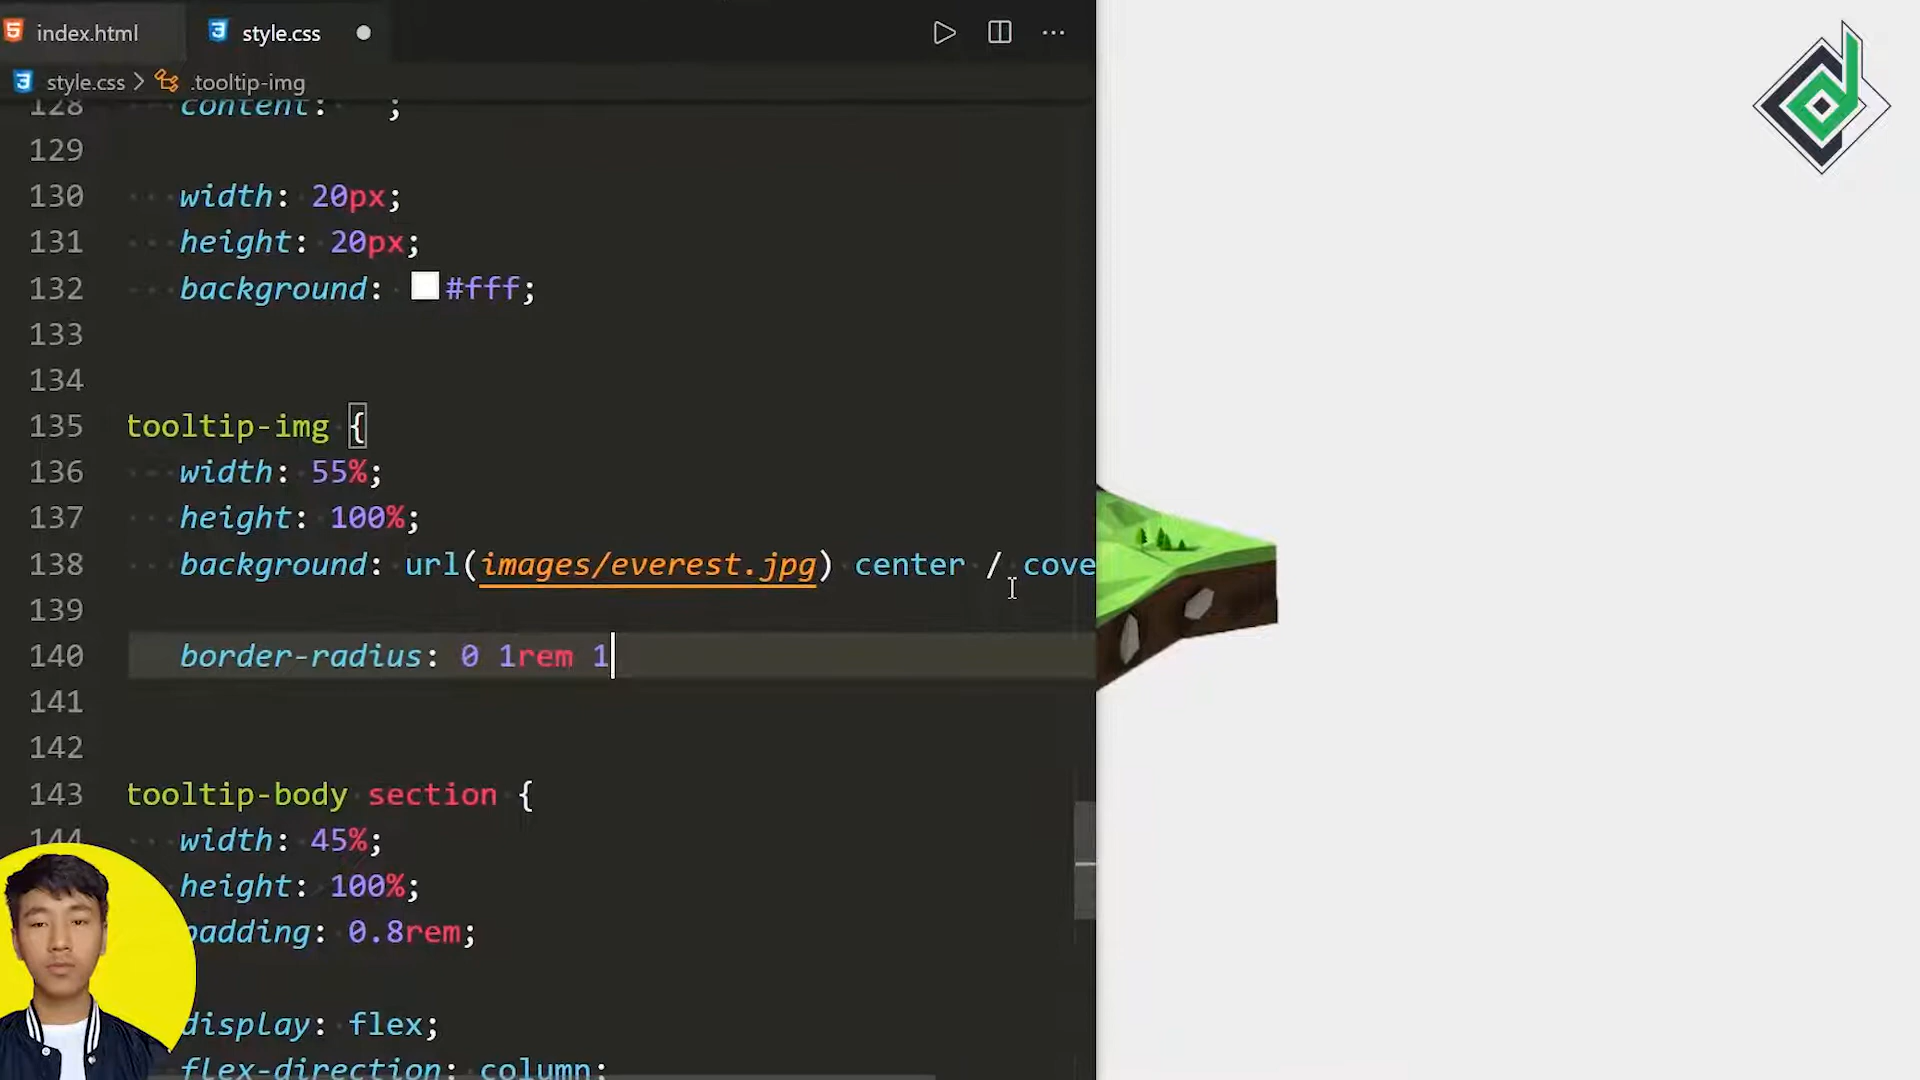 index.html
style.css
style.css > .tooltip-img
128 content: ;
129
130 width: 20px;
131 height: 20px;
132 background: #fff;
133
134
135 tooltip-img {
136 width: 55%;
137 height: 100%;
138 background: url(images/everest.jpg) center / cove
139
140 border-radius: 0 1rem 1
141
142
143 tooltip-body section {
144 width: 45%;
height: 100%;
padding: 0.8rem;
display: flex;
flex-direction: column;